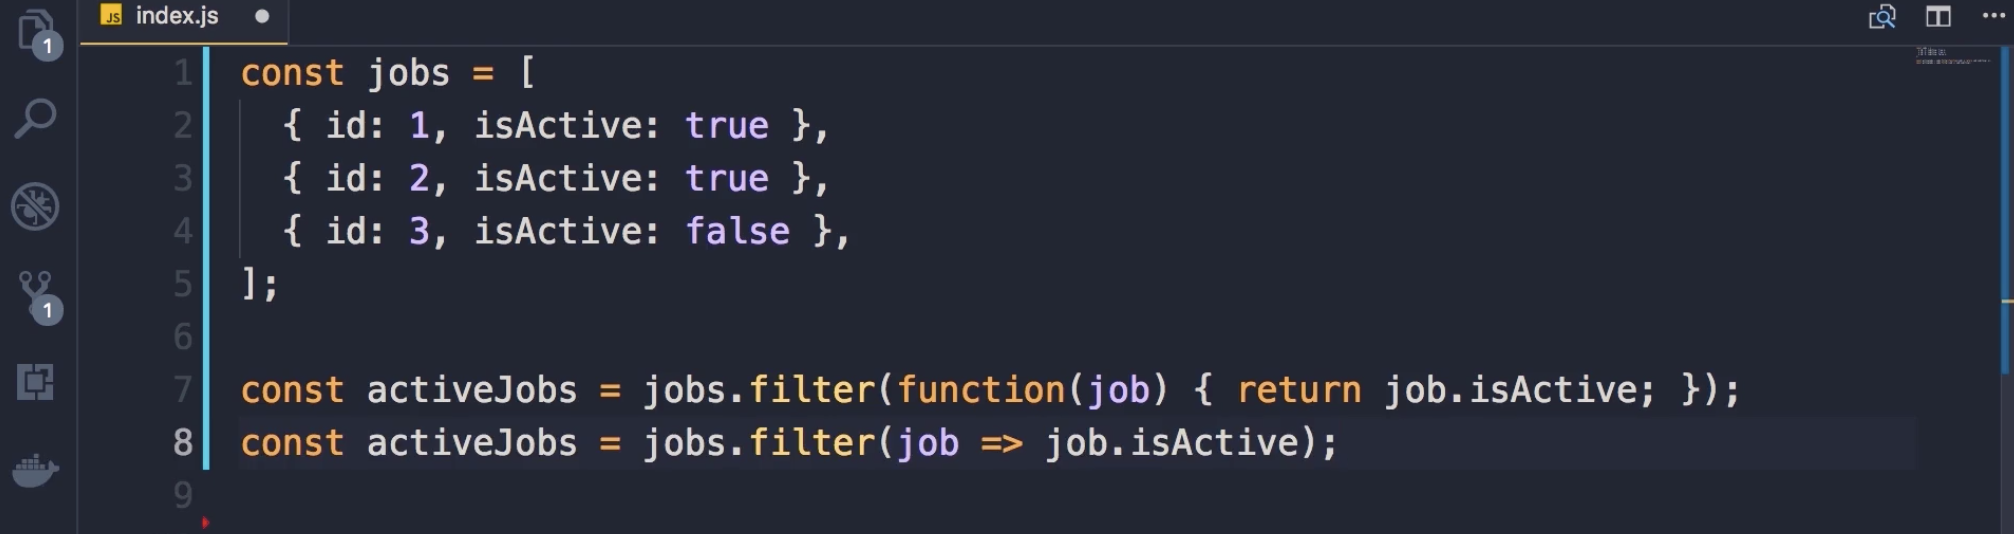 JS index.js
1
1
1 const jobs = [
2 { id: 1, isActive: true },
3 { id: 2, isActive: true },
4 { id: 3, isActive: false },
5 ];
6
7 const activeJobs = jobs.filter(function(job) { return job.isActive; });
8 const activeJobs = jobs.filter(job => job.isActive);
9